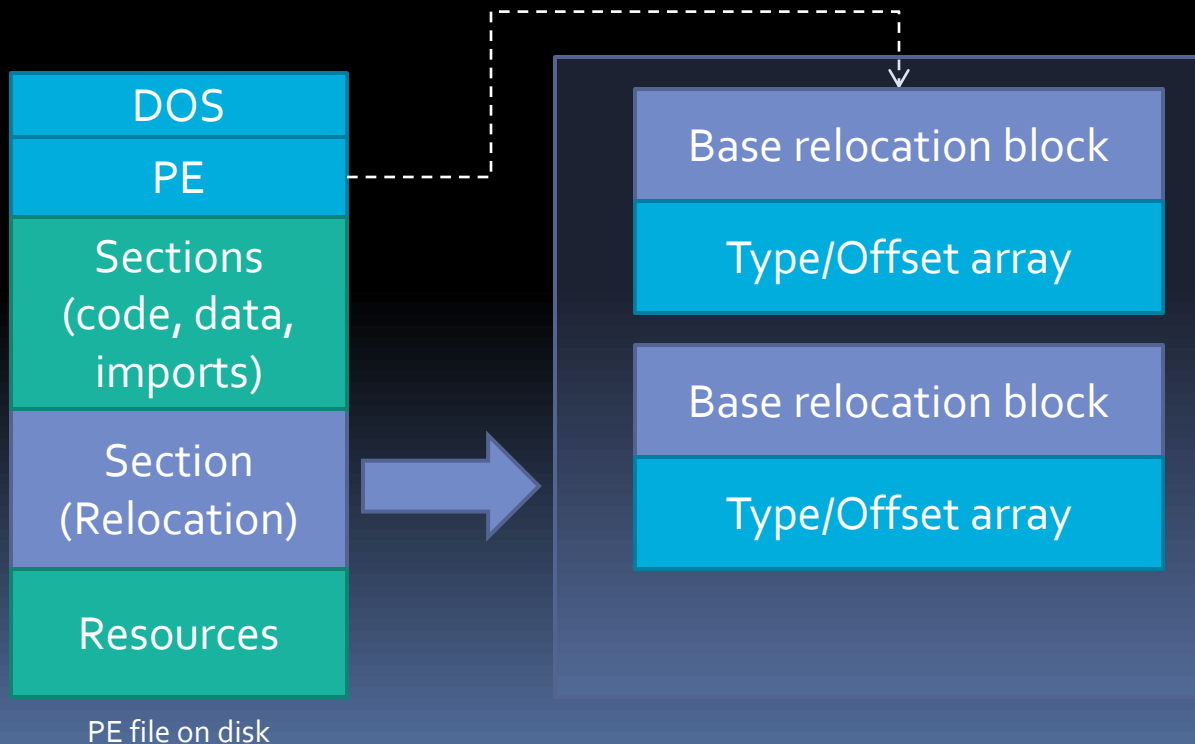 DOS
PE
Sections
(code, data,
imports)
Section
(Relocation)
Resources
PE file on disk
Base relocation block
Type/Offset array
Base relocation block
Type/Offset array